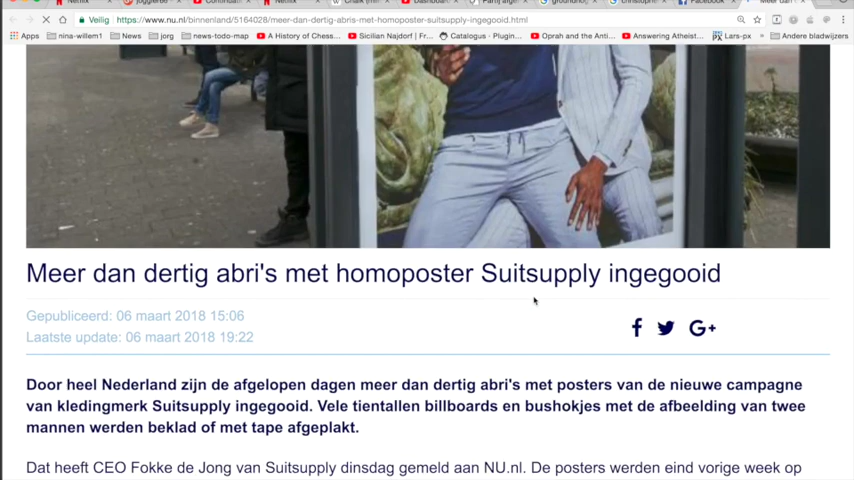 Netflix
Netflix
Facebook
Veilig
https://www.nu.nl/binnenland/5164028/meer-dan-dertig-abris-met-homoposter-suitsupply-ingegooid.html
Apps nina-willem1 News jorg news-todo-map A History of Chess... Sicilian Najdorf | Fr... Catalogus - Plugin... Oprah and the Anti... Answering Atheist... Lars-px » Andere bladwijzers
Meer dan dertig abri's met homoposter Suitsupply ingegooid
Gepubliceerd: 06 maart 2018 15:06
Laatste update: 06 maart 2018 19:22
Door heel Nederland zijn de afgelopen dagen meer dan dertig abri's met posters van de nieuwe campagne
van kledingmerk Suitsupply ingegooid. Vele tientallen billboards en bushokjes met de afbeelding van twee
mannen werden beklad of met tape afgeplakt.
Dat heeft CEO Fokke de Jong van Suitsupply dinsdag gemeld aan NU.nl. De posters werden eind vorige week op